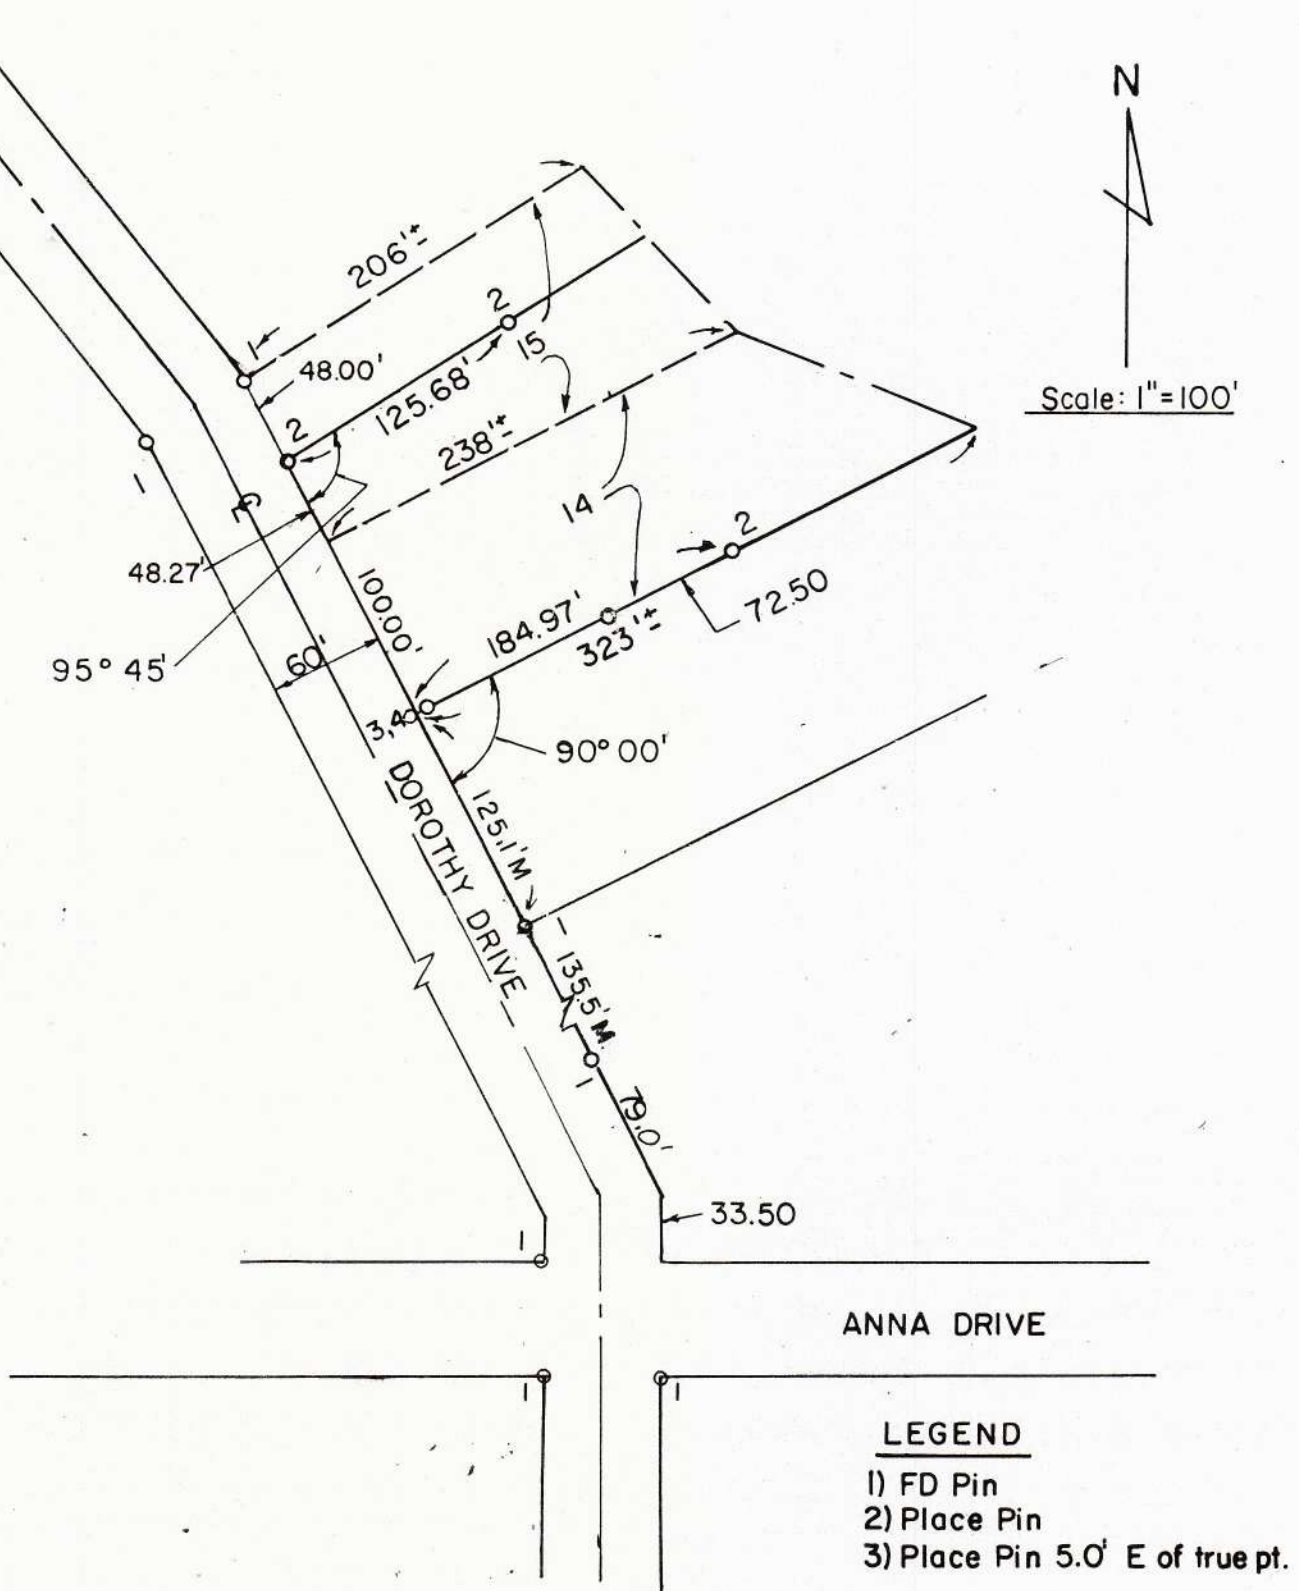 N
Scale: 1"=100'
206'±
1
48.00'
2
15
125.68'
2
238'±
1
48.27'
14
2
100.00'
184.97'
323'±
72.50
95° 45'
60'
3,4
90° 00'
125.1' M
DOROTHY DRIVE
1
135.5' M.
1
79.0'
33.50
1
ANNA DRIVE
1
1
LEGEND
1) FD Pin
2) Place Pin
3) Place Pin 5.0' E of true pt.